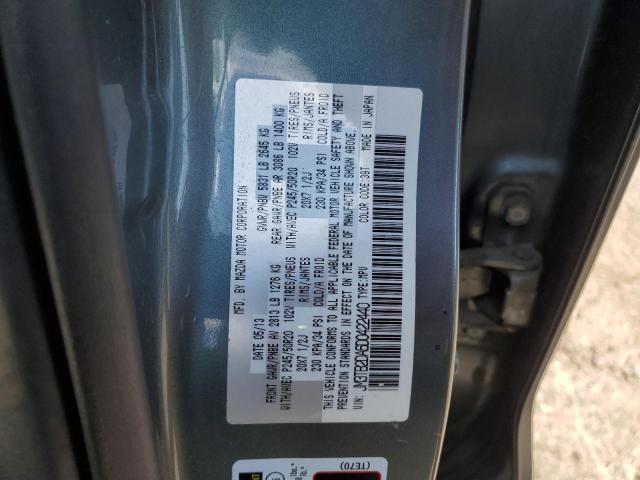 MFD. BY MAZDA MOTOR CORPORATION
DATE 05/13
GVWR/PNBV 5831 LB 2645 KG
FRONT GAWR/PNBE AV 2813 LB 1276 KG
REAR GAWR/PNBE AR 3086 LB 1400 KG
WITH/AVEC P245/50R20 102V TIRES/PNEUS
WITH/AVEC P245/50R20 102V TIRES/PNEUS
20X7 1/2J RIMS/JANTES
20X7 1/2J RIMS/JANTES
230 KPA/34 PSI COLD/A FROID
230 KPA/34 PSI COLD/A FROID
THIS VEHICLE CONFORMS TO ALL APPLICABLE FEDERAL MOTOR VEHICLE SAFETY AND THEFT
PREVENTION STANDARDS IN EFFECT ON THE DATE OF MANUFACTURE SHOWN ABOVE.
VIN: JM3TB2DA6D0422440 TYPE:MPV
COLOR CODE:39T MADE IN JAPAN
(TE70)